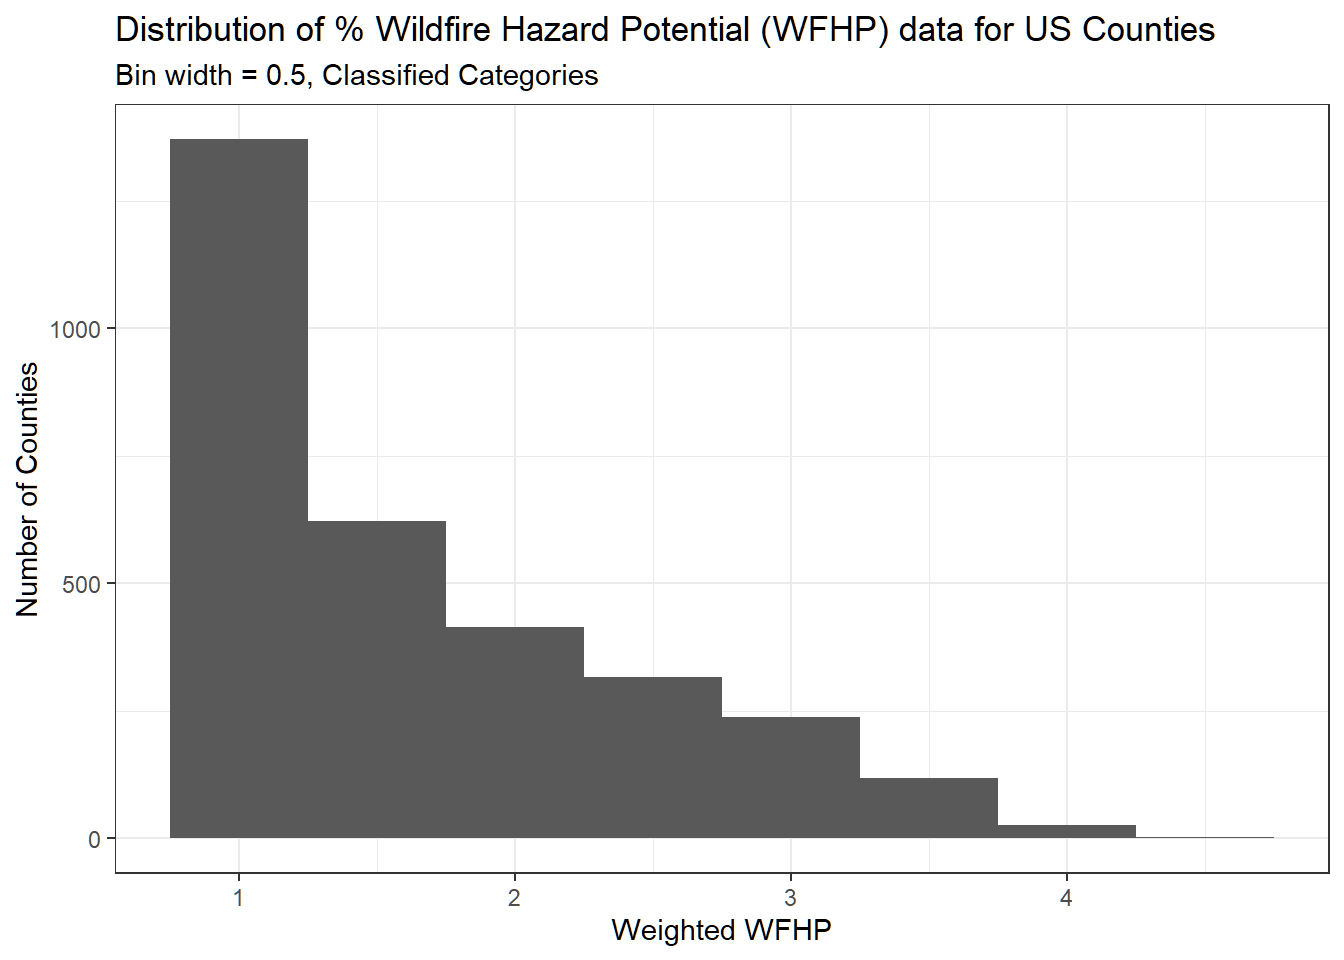 Distribution of % Wildfire Hazard Potential (WFHP) data for US Counties
Bin width = 0.5, Classified Categories
Number of Counties
1000
500
0
1 2 3 4
Weighted WFHP